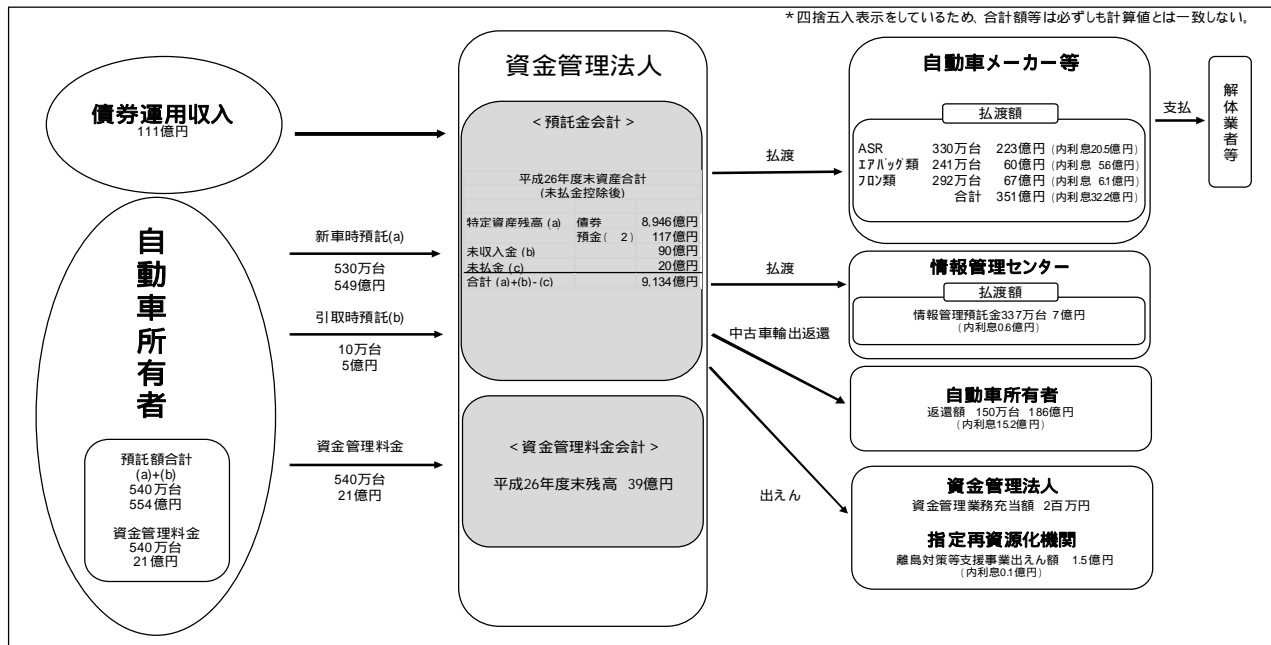 *四捨五入表示をしているため、合計額等は必ずしも計算値とは一致しない。
債券運用収入
111億円
自動車所有者
預託額合計
(a)+(b)
540万台
554億円
資金管理料金
540万台
21億円
新車時預託(a)
530万台
549億円
引取時預託(b)
10万台
5億円
資金管理料金
540万台
21億円
資金管理法人
<預託金会計>
平成26年度末資産合計
(未払金控除後)
特定資産残高 (a) 債券 8,946億円
預金( 2) 117億円
未収入金 (b) 90億円
未払金 (c) 20億円
合計 (a)+(b)-(c) 9,134億円
<資金管理料金会計>
平成26年度末残高 39億円
払渡
払渡
中古車輸出返還
出えん
自動車メーカー等
払渡額
ASR 330万台 223億円 (内利息20.5億円)
エアバッグ類 241万台 60億円 (内利息 5.6億円)
フロン類 292万台 67億円 (内利息 6.1億円)
合計 351億円 (内利息32.2億円)
支払
解体業者等
情報管理センター
払渡額
情報管理預託金337万台 7億円
(内利息0.6億円)
自動車所有者
返還額 150万台 186億円
(内利息15.2億円)
資金管理法人
資金管理業務充当額 2百万円
指定再資源化機関
離島対策等支援事業出えん額 1.5億円
(内利息0.1億円)